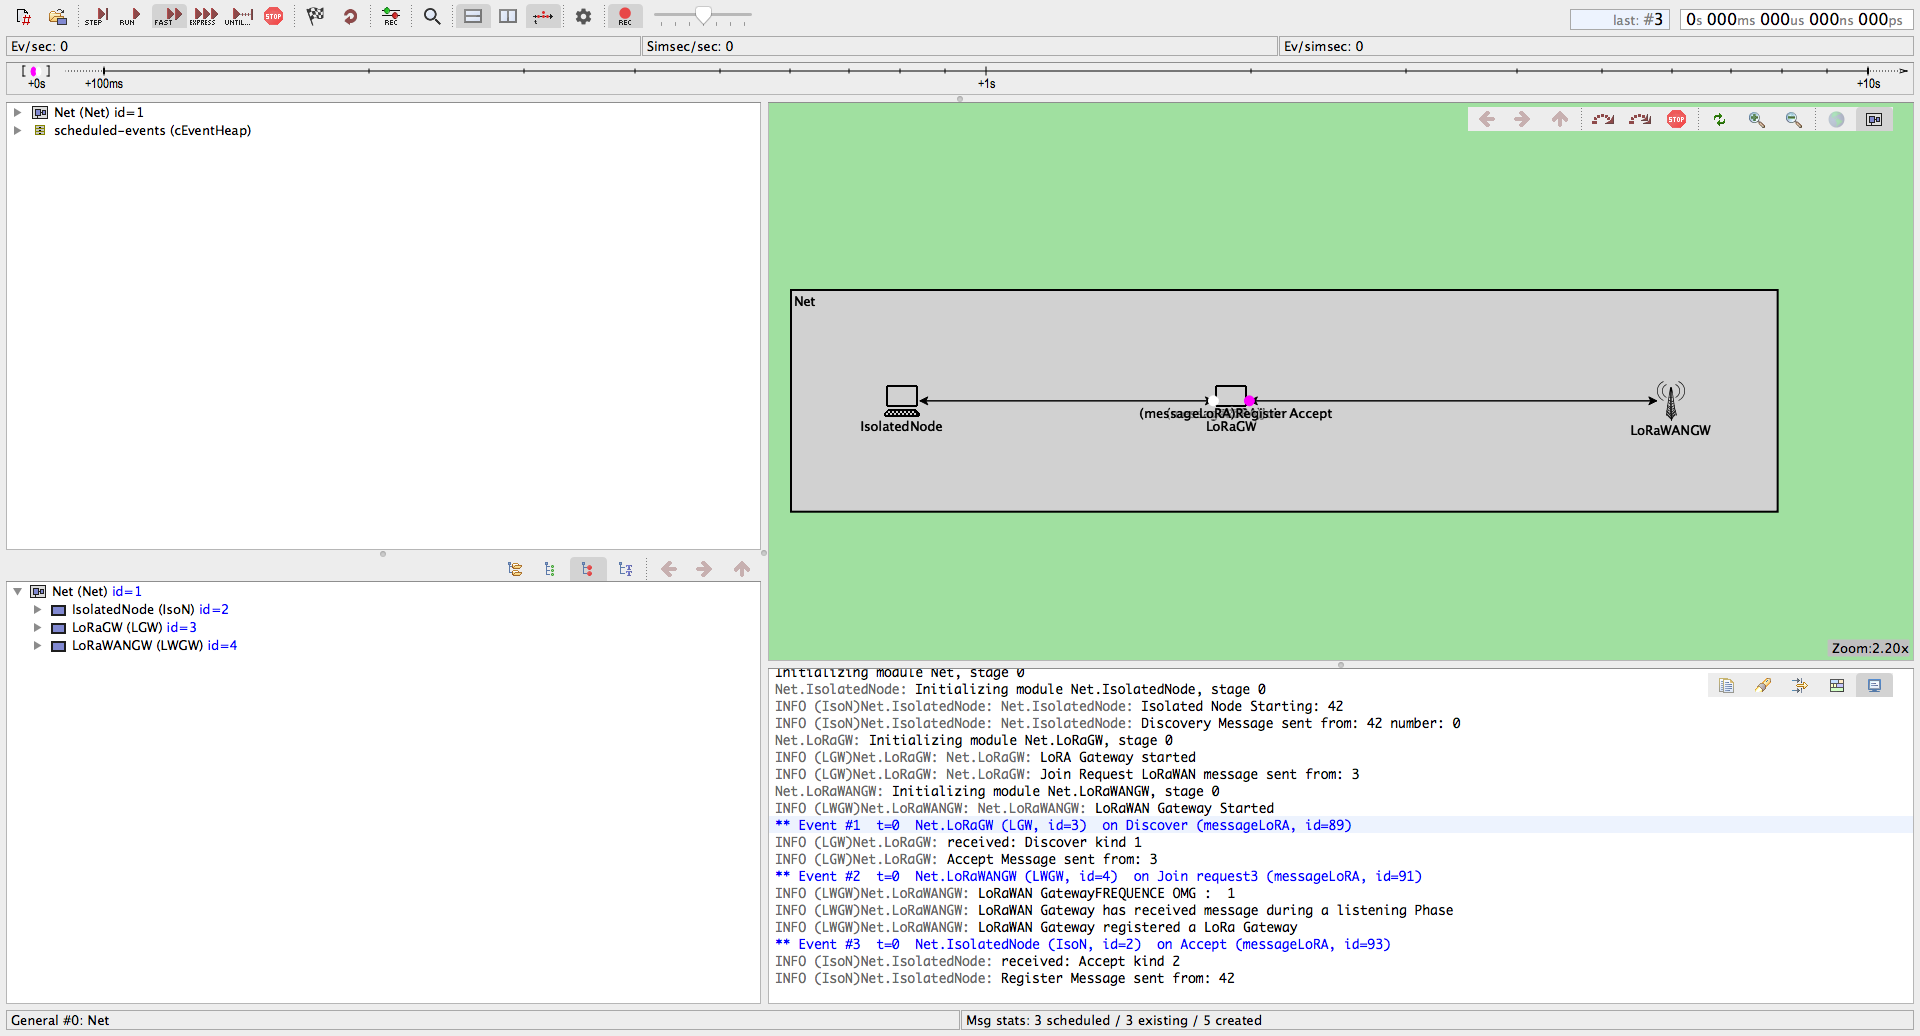 STEP RUN FAST EXPRESS UNTIL... STOP REC REC last: #3 0s 000ms 000us 000ns 000ps
Ev/sec: 0 Simsec/sec: 0 Ev/simsec: 0
[ ]
+0s +100ms +1s +10s
Net (Net) id=1
scheduled-events (cEventHeap)
STOP
Net
(messageLoRA)Register Accept
IsolatedNode LoRaGW LoRaWANGW
Zoom:2.20x
Net (Net) id=1
IsolatedNode (IsoN) id=2
LoRaGW (LGW) id=3
LoRaWANGW (LWGW) id=4
Initializing module Net, stage 0
Net.IsolatedNode: Initializing module Net.IsolatedNode, stage 0
INFO (IsoN)Net.IsolatedNode: Net.IsolatedNode: Isolated Node Starting: 42
INFO (IsoN)Net.IsolatedNode: Net.IsolatedNode: Discovery Message sent from: 42 number: 0
Net.LoRaGW: Initializing module Net.LoRaGW, stage 0
INFO (LGW)Net.LoRaGW: Net.LoRaGW: LoRA Gateway started
INFO (LGW)Net.LoRaGW: Net.LoRaGW: Join Request LoRaWAN message sent from: 3
Net.LoRaWANGW: Initializing module Net.LoRaWANGW, stage 0
INFO (LWGW)Net.LoRaWANGW: Net.LoRaWANGW: LoRaWAN Gateway Started
** Event #1 t=0 Net.LoRaGW (LGW, id=3) on Discover (messageLoRA, id=89)
INFO (LGW)Net.LoRaGW: received: Discover kind 1
INFO (LGW)Net.LoRaGW: Accept Message sent from: 3
** Event #2 t=0 Net.LoRaWANGW (LWGW, id=4) on Join request3 (messageLoRA, id=91)
INFO (LWGW)Net.LoRaWANGW: LoRaWAN GatewayFREQUENCE OMG : 1
INFO (LWGW)Net.LoRaWANGW: LoRaWAN Gateway has received message during a listening Phase
INFO (LWGW)Net.LoRaWANGW: LoRaWAN Gateway registered a LoRa Gateway
** Event #3 t=0 Net.IsolatedNode (IsoN, id=2) on Accept (messageLoRA, id=93)
INFO (IsoN)Net.IsolatedNode: received: Accept kind 2
INFO (IsoN)Net.IsolatedNode: Register Message sent from: 42
General #0: Net Msg stats: 3 scheduled / 3 existing / 5 created